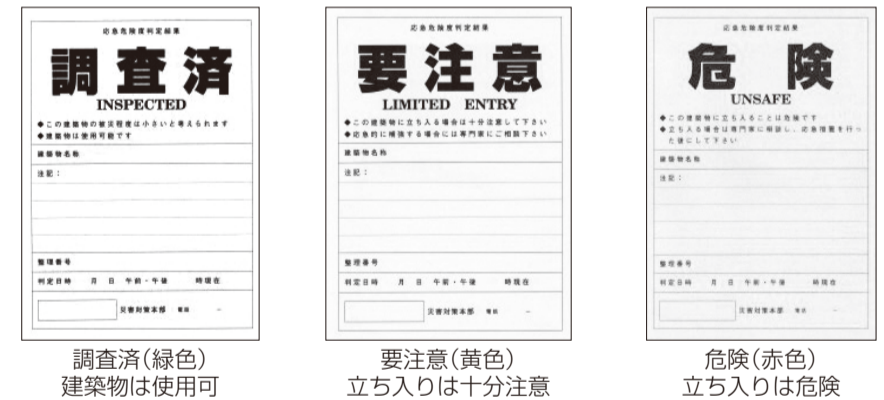 応急危険度判定結果
調査済
INSPECTED
◆この建築物の被災程度は小さいと考えられます
◆建築物は使用可能です
建築物名称
注記:
整理番号
判定日時 月 日 午前・午後 時現在
災害対策本部 電話 −
調査済(緑色)
建築物は使用可
応急危険度判定結果
要注意
LIMITED ENTRY
◆この建築物に立ち入る場合は十分注意して下さい
◆応急的に補強する場合には専門家にご相談下さい
建築物名称
注記:
整理番号
判定日時 月 日 午前・午後 時現在
災害対策本部 電話 −
要注意(黄色)
立ち入りは十分注意
応急危険度判定結果
危険
UNSAFE
◆この建築物に立ち入ることは危険です
◆立ち入る場合は専門家に相談し、応急措置を行っ
た後にして下さい
建築物名称
注記:
整理番号
判定日時 月 日 午前・午後 時現在
災害対策本部 電話 −
危険(赤色)
立ち入りは危険